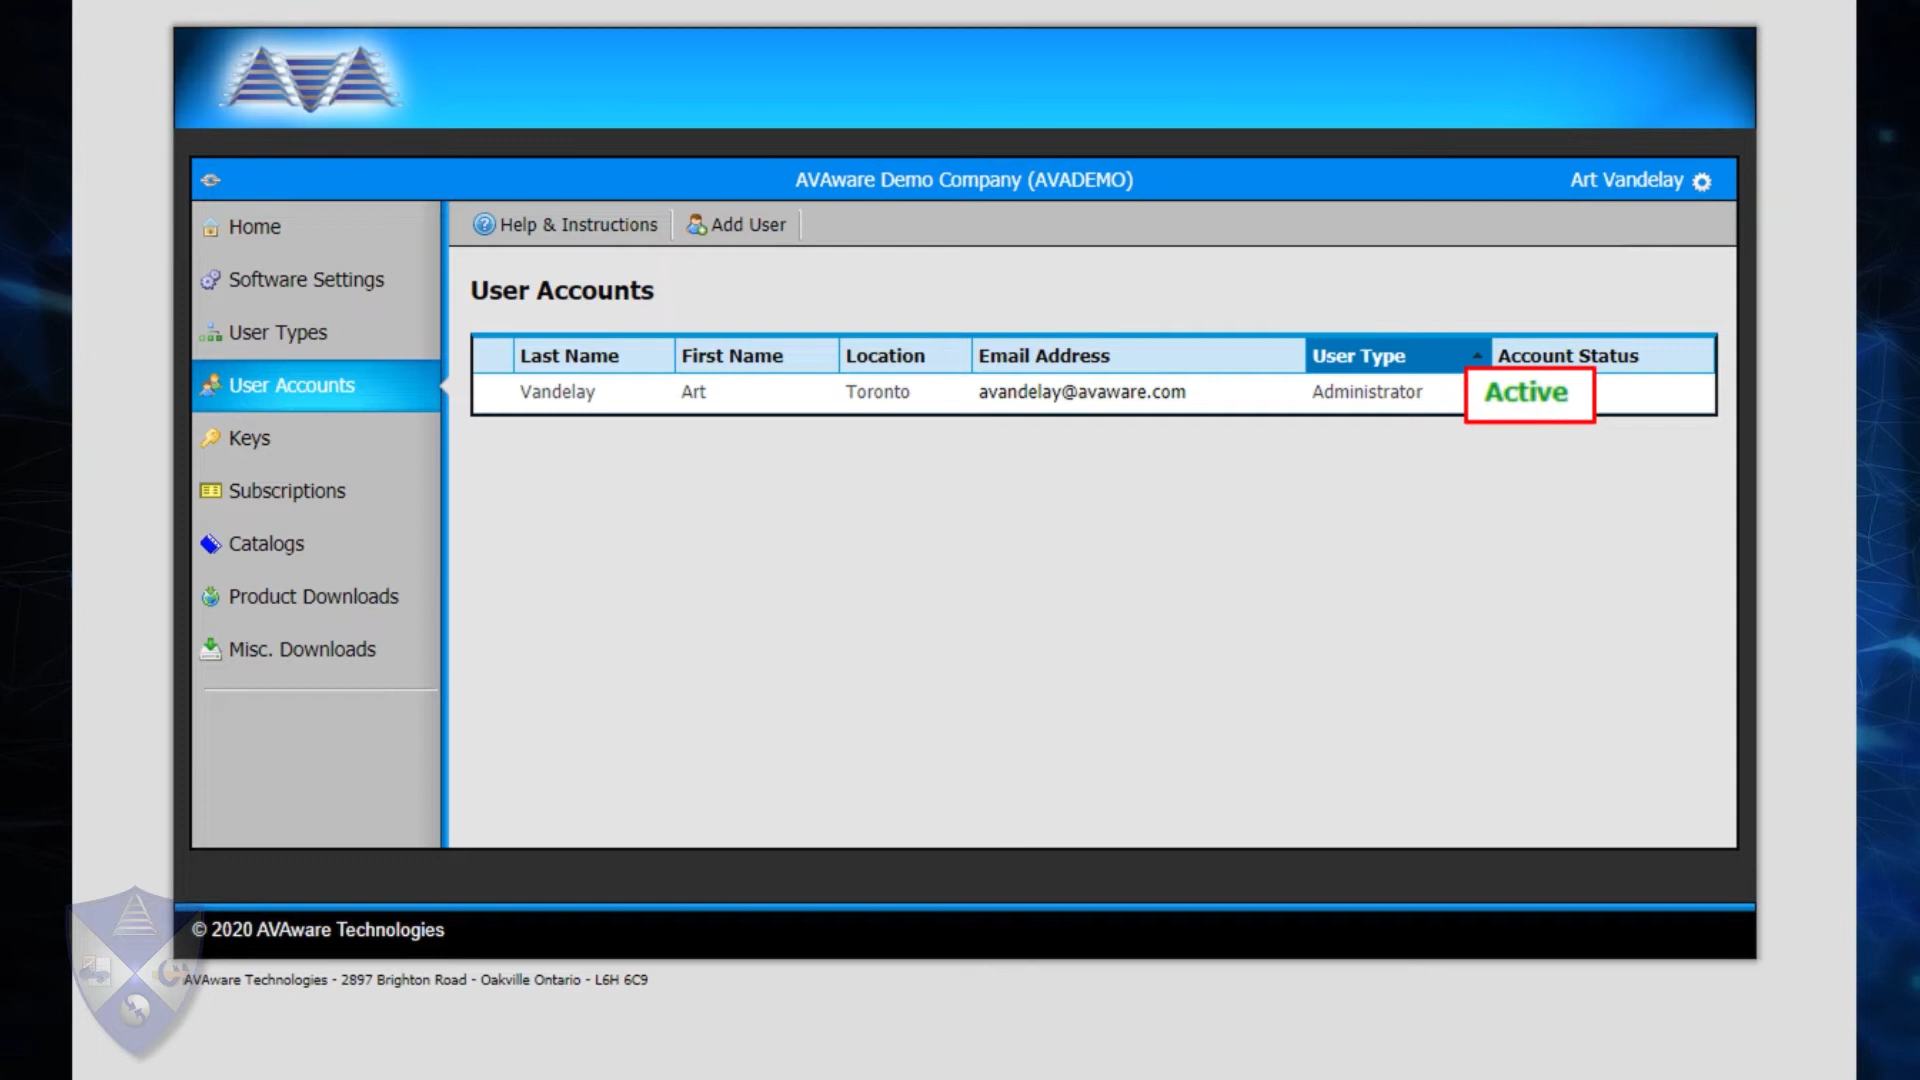 AVAware Demo Company (AVADEMO)
Art Vandelay
Home
Software Settings
User Types
User Accounts
Keys
Subscriptions
Catalogs
Product Downloads
Misc. Downloads
Help & Instructions
Add User
User Accounts
Last Name First Name Location Email Address User Type Account Status
Vandelay Art Toronto avandelay@avaware.com Administrator Active
© 2020 AVAware Technologies
AVAware Technologies - 2897 Brighton Road - Oakville Ontario - L6H 6C9